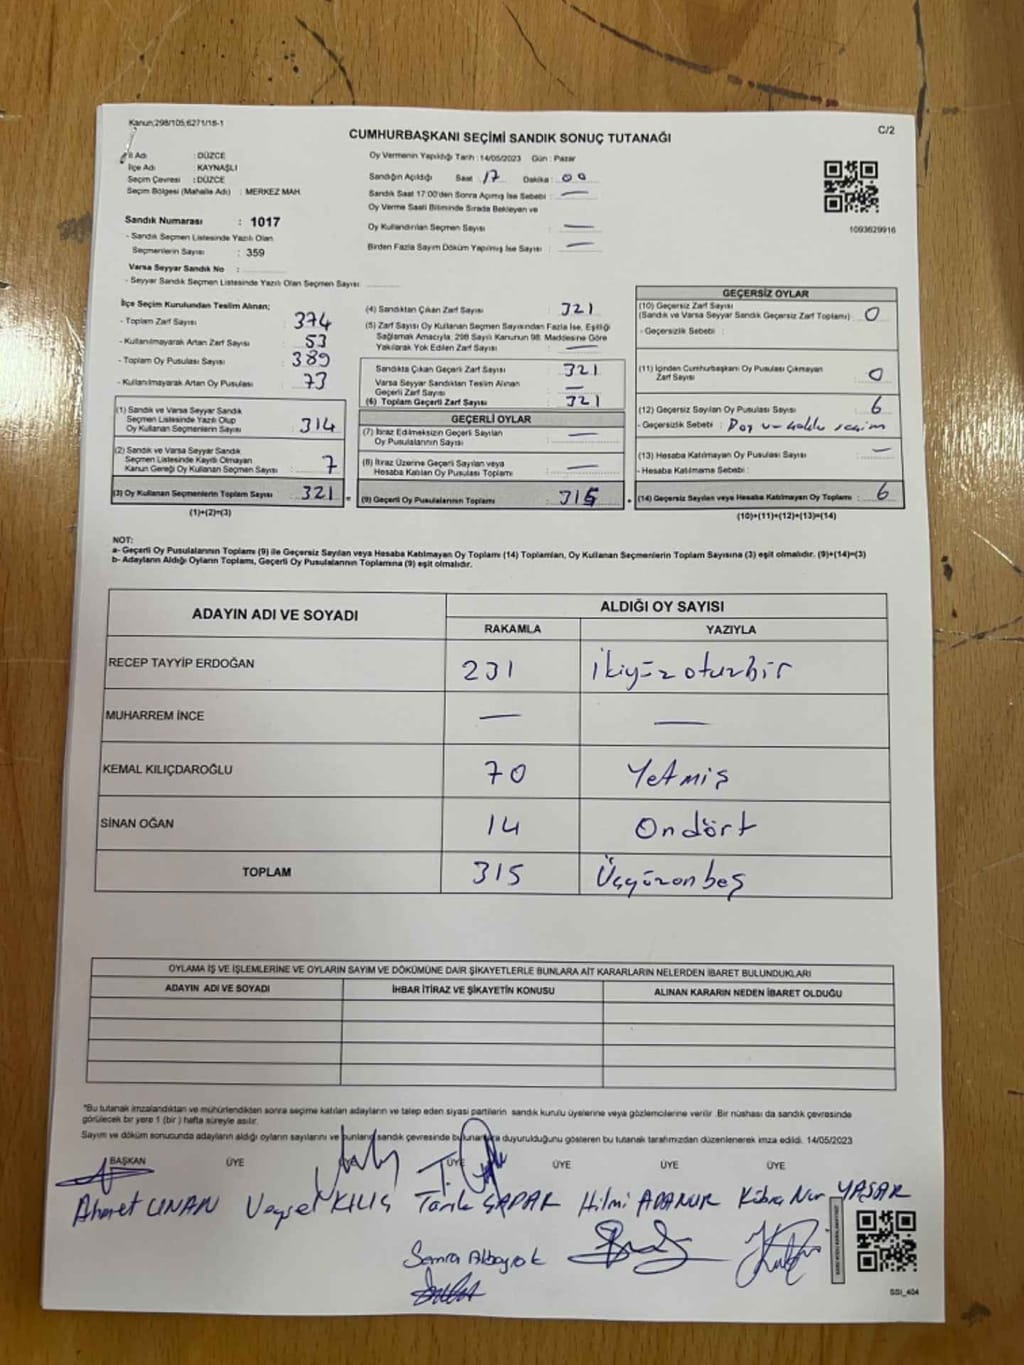 Kanun;298/105;6271/18-1
C/2
CUMHURBAŞKANI SEÇİMİ SANDIK SONUÇ TUTANAĞI
İl Adı : DÜZCE
İlçe Adı : KAYNAŞLI
Seçim Çevresi : DÜZCE
Seçim Bölgesi (Mahalle Adı) : MERKEZ MAH.
Oy Vermenin Yapıldığı Tarih : 14/05/2023 Gün : Pazar
Sandığın Açıldığı Saat : 17 Dakika : 00
Sandık Saat 17:00'den Sonra Açımış İse Sebebi : —
Oy Verme Saati Bitiminde Sırada Bekleyen ve
Oy Kullandırılan Seçmen Sayısı : —
Birden Fazla Sayım Döküm Yapılmış İse Sayısı : —
1093629916
Sandık Numarası : 1017
- Sandık Seçmen Listesinde Yazılı Olan
Seçmenlerin Sayısı : 359
Varsa Seyyar Sandık No :
- Seyyar Sandık Seçmen Listesinde Yazılı Olan Seçmen Sayısı:
İlçe Seçim Kurulundan Teslim Alınan;
- Toplam Zarf Sayısı : 374
- Kullanılmayarak Artan Zarf Sayısı : 53
- Toplam Oy Pusulası Sayısı : 389
- Kullanılmayarak Artan Oy Pusulası : 73
(1) Sandık ve Varsa Seyyar Sandık
Seçmen Listesinde Yazılı Olup
Oy Kullanan Seçmenlerin Sayısı : 314
(2) Sandık ve Varsa Seyyar Sandık
Seçmen Listesinde Kayıtlı Olmayan
Kanun Gereği Oy Kullanan Seçmen Sayısı : 7
(3) Oy Kullanan Seçmenlerin Toplam Sayısı : 321
(1)+(2)=(3)
(4) Sandıktan Çıkan Zarf Sayısı : 321
(5) Zarf Sayısı Oy Kullanan Seçmen Sayısından Fazla İse, Eşitliği
Sağlamak Amacıyla, 298 Sayılı Kanunun 98. Maddesine Göre
Yakılarak Yok Edilen Zarf Sayısı : —
Sandıkta Çıkan Geçerli Zarf Sayısı : 321
Varsa Seyyar Sandıktan Teslim Alınan
Geçerli Zarf Sayısı : —
(6) Toplam Geçerli Zarf Sayısı : 321
GEÇERLİ OYLAR
(7) İtiraz Edilmeksizin Geçerli Sayılan
Oy Pusulalarının Sayısı : —
(8) İtiraz Üzerine Geçerli Sayılan veya
Hesaba Katılan Oy Pusulası Toplamı : —
(9) Geçerli Oy Pusulalarının Toplamı : 315
GEÇERSİZ OYLAR
(10) Geçersiz Zarf Sayısı
(Sandık ve Varsa Seyyar Sandık Geçersiz Zarf Toplamı) : 0
- Geçersizlik Sebebi :
(11) İçinden Cumhurbaşkanı Oy Pusulası Çıkmayan
Zarf Sayısı : 0
(12) Geçersiz Sayılan Oy Pusulası Sayısı : 6
- Geçersizlik Sebebi :
(13) Hesaba Katılmayan Oy Pusulası Sayısı : —
- Hesaba Katılmama Sebebi :
(14) Geçersiz Sayılan veya Hesaba Katılmayan Oy Toplamı : 6
(10)+(11)+(12)+(13)=(14)
NOT:
a- Geçerli Oy Pusulalarının Toplamı (9) ile Geçersiz Sayılan veya Hesaba Katılmayan Oy Toplamı (14) Toplamları, Oy Kullanan Seçmenlerin Toplam Sayısına (3) eşit olmalıdır. (9)+(14)=(3)
b- Adayların Aldığı Oyların Toplamı, Geçerli Oy Pusulalarının Toplamına (9) eşit olmalıdır.
ADAYIN ADI VE SOYADI ALDIĞI OY SAYISI
RAKAMLA YAZIYLA
RECEP TAYYİP ERDOĞAN 231 İkiyüzotuzbir
MUHARREM İNCE — —
KEMAL KILIÇDAROĞLU 70 Yetmiş
SİNAN OĞAN 14 Ondört
TOPLAM 315 Üçyüzonbeş
OYLAMA İŞ VE İŞLEMLERİNE VE OYLARIN SAYIM VE DÖKÜMÜNE DAİR ŞİKAYETLERLE BUNLARA AİT KARARLARIN NELERDEN İBARET BULUNDUKLARI
ADAYIN ADI VE SOYADI İHBAR İTİRAZ VE ŞİKAYETİN KONUSU ALINAN KARARIN NEDEN İBARET OLDUĞU
*Bu tutanak imzalandıktan ve mühürlendikten sonra seçime katılan adayların ve talep eden siyasi partilerin sandık kurulu üyelerine veya gözlemcilerine verilir .Bir nüshası da sandık çevresinde
görülecek bir yere 1 (bir ) hafta süreyle asılır.
Sayım ve döküm sonucunda adayların aldığı oyların sayılarını ve bunların sandık çevresinde bulunanlara duyurulduğunu gösteren bu tutanak tarafımızdan düzenlenerek imza edildi. 14/05/2023
BAŞKAN ÜYE ÜYE ÜYE ÜYE ÜYE
Ahmet UNAN Veysel KILIÇ Tarık ŞAPAR Hilmi ADANUR Kübra Nur YAŞAR
Semra Albayrak
SSI_404